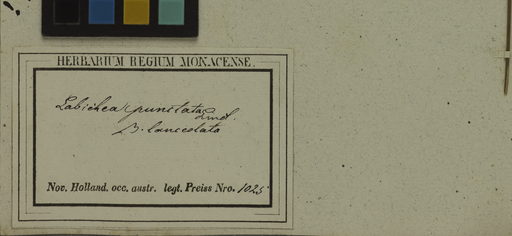 HERBARIUM REGIUM MONACENSE.
Labichea punctata
Lindl.
B. lanceolata
Nov. Holland. occ. austr. legt. Preiss Nro. 1025